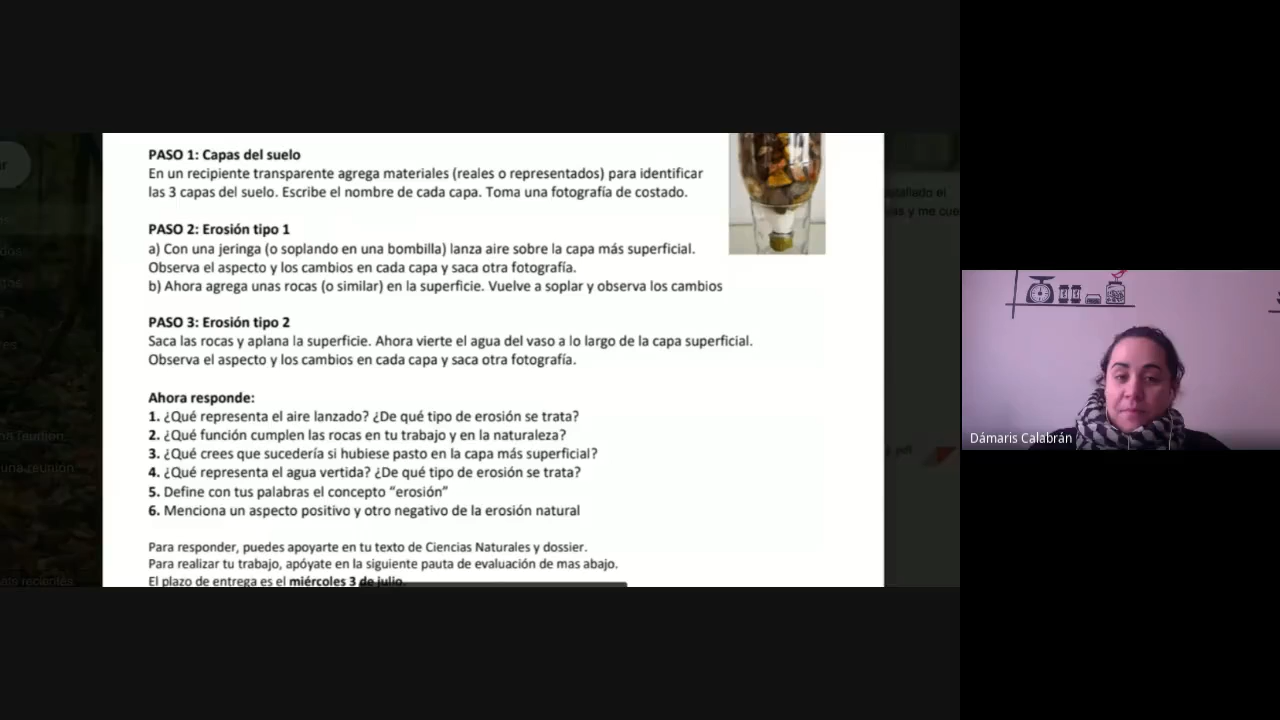 PASO 1: Capas del suelo
En un recipiente transparente agrega materiales (reales o representados) para identificar
las 3 capas del suelo. Escribe el nombre de cada capa. Toma una fotografía de costado.
PASO 2: Erosión tipo 1
a) Con una jeringa (o soplando en una bombilla) lanza aire sobre la capa más superficial.
Observa el aspecto y los cambios en cada capa y saca otra fotografía.
b) Ahora agrega unas rocas (o similar) en la superficie. Vuelve a soplar y observa los cambios
PASO 3: Erosión tipo 2
Saca las rocas y aplana la superficie. Ahora vierte el agua del vaso a lo largo de la capa superficial.
Observa el aspecto y los cambios en cada capa y saca otra fotografía.
Ahora responde:
1. ¿Qué representa el aire lanzado? ¿De qué tipo de erosión se trata?
2. ¿Qué función cumplen las rocas en tu trabajo y en la naturaleza?
3. ¿Qué crees que sucedería si hubiese pasto en la capa más superficial?
4. ¿Qué representa el agua vertida? ¿De qué tipo de erosión se trata?
5. Define con tus palabras el concepto “erosión”
6. Menciona un aspecto positivo y otro negativo de la erosión natural
Para responder, puedes apoyarte en tu texto de Ciencias Naturales y dossier.
Para realizar tu trabajo, apóyate en la siguiente pauta de evaluación de mas abajo.
El plazo de entrega es el miércoles 3 de julio.
Dámaris Calabrán